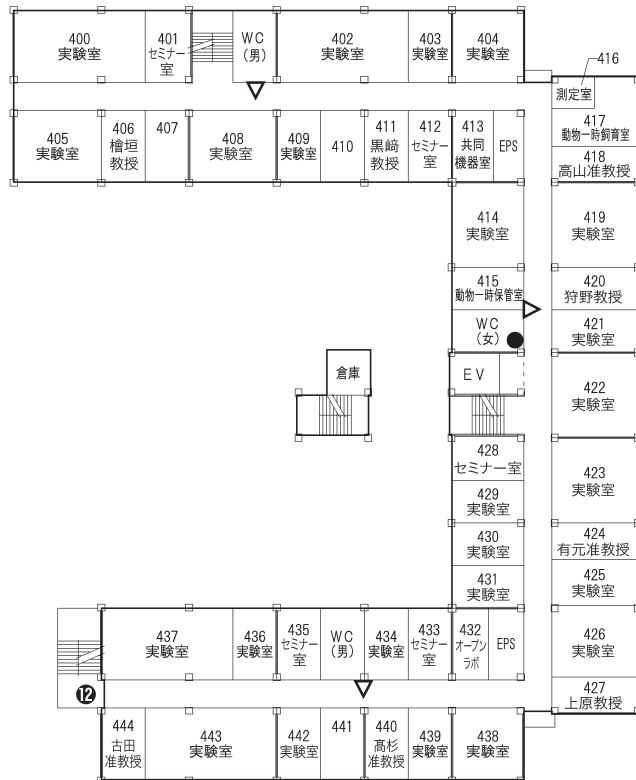 400
実験室
401
セミナー
室
WC
(男)
402
実験室
403
実験室
404
実験室
416
測定室
417
動物一時飼育室
418
高山准教授
405
実験室
406
檜垣
教授
407
408
実験室
409
実験室
410
411
黒﨑
教授
412
セミナー
室
413
共同
機器室
EPS
414
実験室
419
実験室
415
動物一時保管室
420
狩野教授
WC
(女)
421
実験室
倉庫
EV
422
実験室
428
セミナー室
423
実験室
429
実験室
430
実験室
424
有元准教授
431
実験室
425
実験室
437
実験室
436
実験室
435
セミナー
室
WC
(男)
434
実験室
433
セミナー
室
432
オープン
ラボ
EPS
426
実験室
427
上原教授
12
444
古田
准教授
443
実験室
442
実験室
441
440
髙杉
准教授
439
実験室
438
実験室